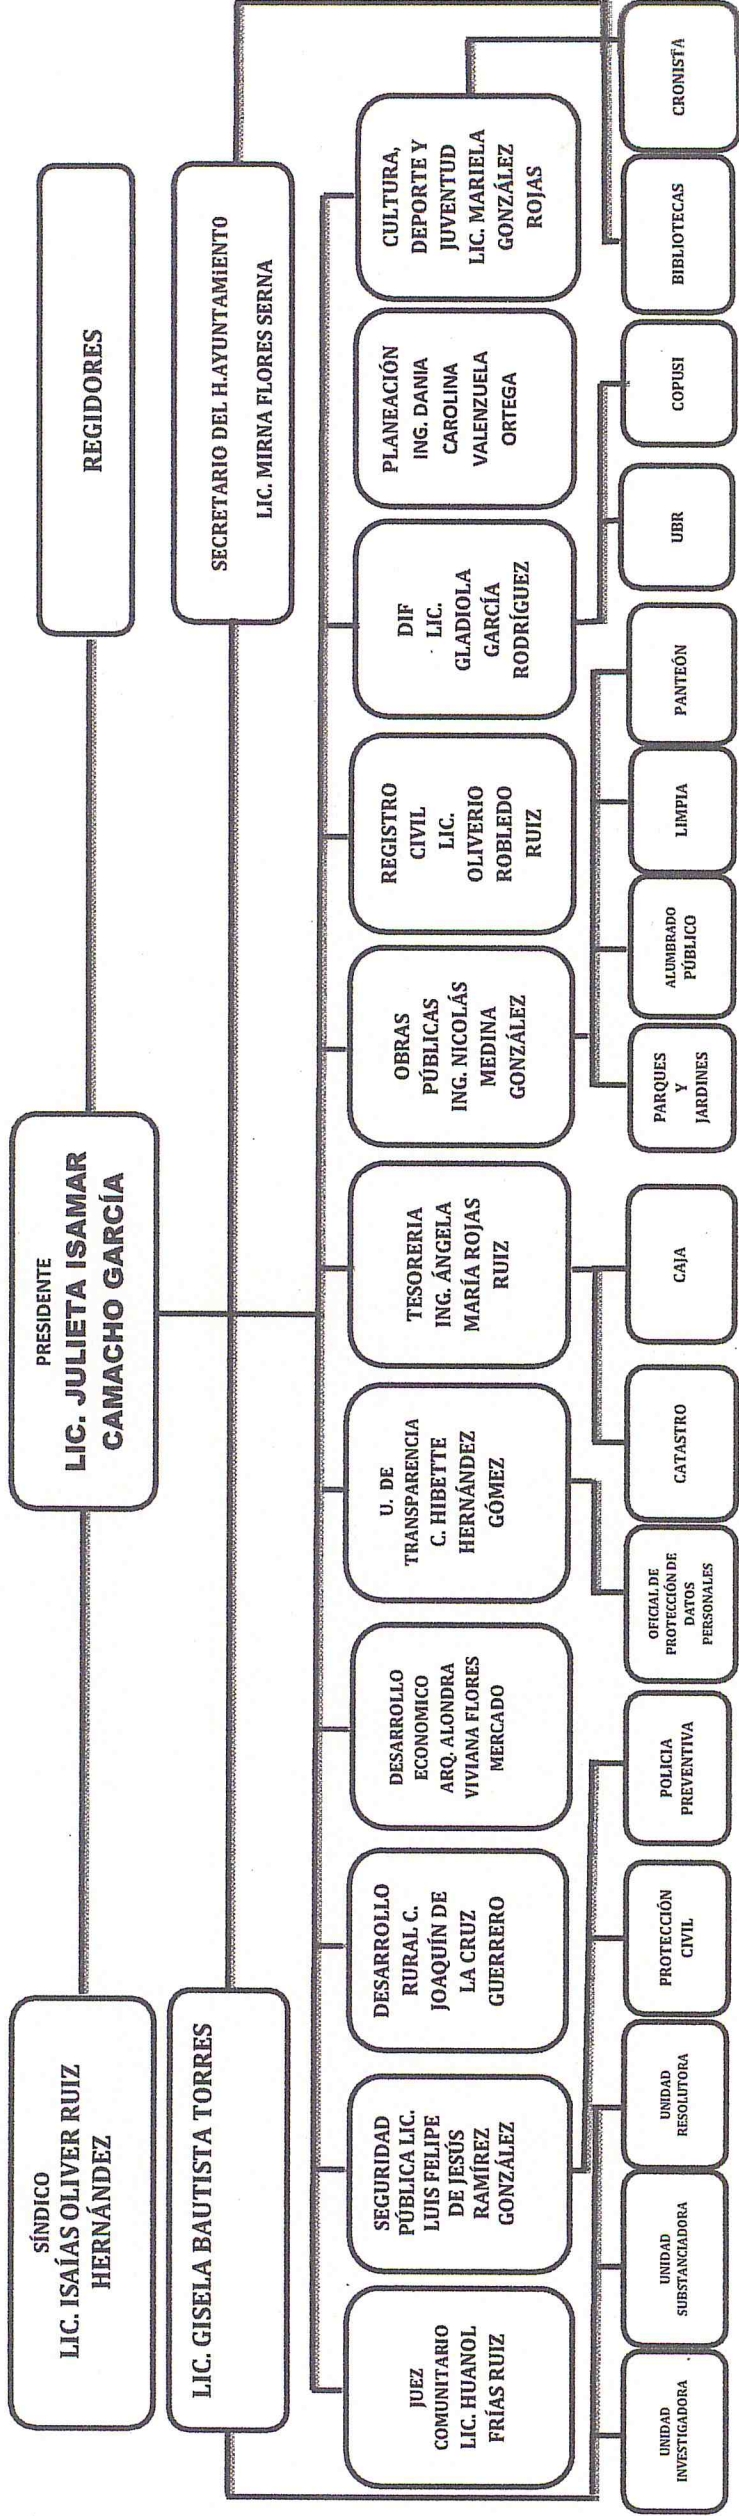 SÍNDICO
LIC. ISAÍAS OLIVER RUIZ
HERNÁNDEZ
PRESIDENTE
LIC. JULIETA ISAMAR
CAMACHO GARCÍA
REGIDORES
LIC. GISELA BAUTISTA TORRES
SECRETARIO DEL H.AYUNTAMiENTO
LIC. MIRNA FLORES SERNA
JUEZ
COMUNITARIO
LIC. HUANOL
FRÍAS RUIZ
SEGURIDAD
PÚBLICA LIC.
LUIS FELIPE
DE JESÚS
RAMÍREZ
GONZÁLEZ
DESARROLLO
RURAL C.
JOAQUÍN DE
LA CRUZ
GUERRERO
DESARROLLO
ECONOMICO
ARQ. ALONDRA
VIVIANA FLORES
MERCADO
U. DE
TRANSPARENCIA
C. HIBETTE
HERNÁNDEZ
GÓMEZ
TESORERIA
ING. ÁNGELA
MARÍA ROJAS
RUIZ
OBRAS
PÚBLICAS
ING. NICOLÁS
MEDINA
GONZÁLEZ
REGISTRO
CIVIL
LIC.
OLIVERIO
ROBLEDO
RUIZ
DIF
LIC.
GLADIOLA
GARCÍA
RODRÍGUEZ
PLANEACIÓN
ING. DANIA
CAROLINA
VALENZUELA
ORTEGA
CULTURA,
DEPORTE Y
JUVENTUD
LIC. MARIELA
GONZÁLEZ
ROJAS
UNIDAD
INVESTIGADORA
UNIDAD
SUBSTANCIADORA
UNIDAD
RESOLUTORA
PROTECCIÓN
CIVIL
POLICIA
PREVENTIVA
OFICIAL DE
PROTECCIÓN DE
DATOS
PERSONALES
CATASTRO
CAJA
PARQUES
Y
JARDINES
ALUMBRADO
PÚBLICO
LIMPIA
PANTEÓN
UBR
COPUSI
BIBLIOTECAS
CRONISTA